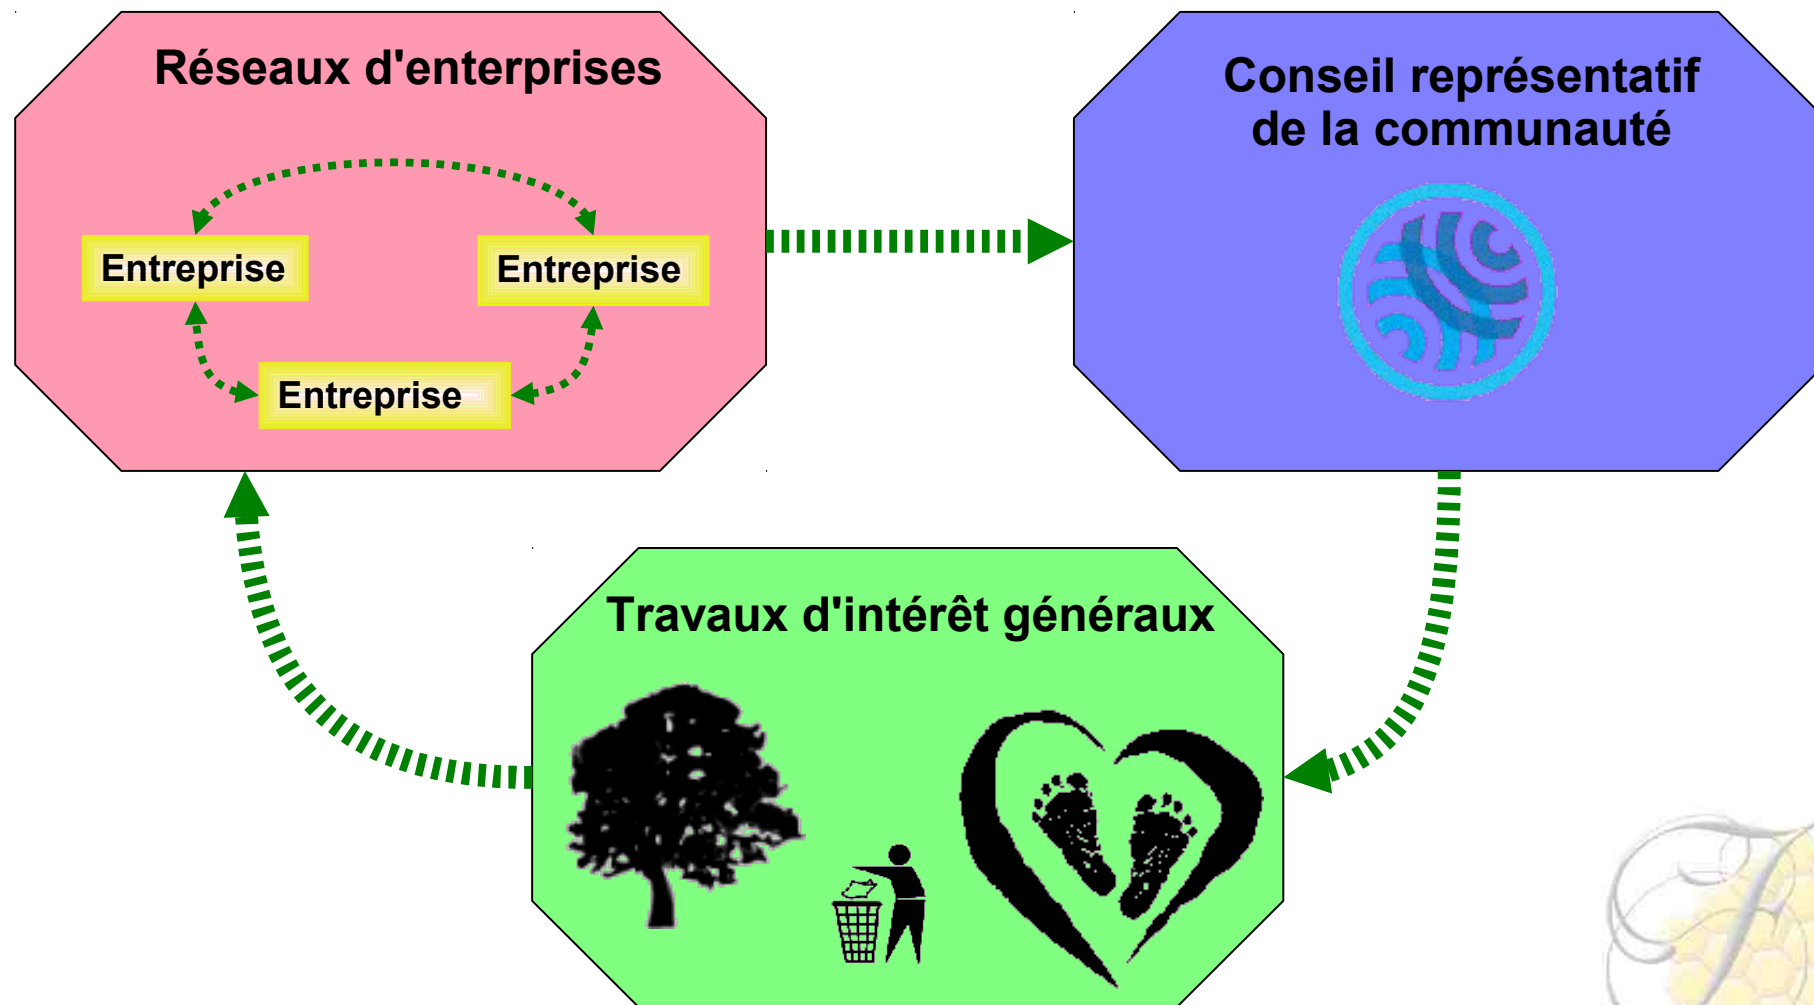 Réseaux d'enterprises
Conseil représentatif
de la communauté
Entreprise
Entreprise
Entreprise
Travaux d'intérêt généraux